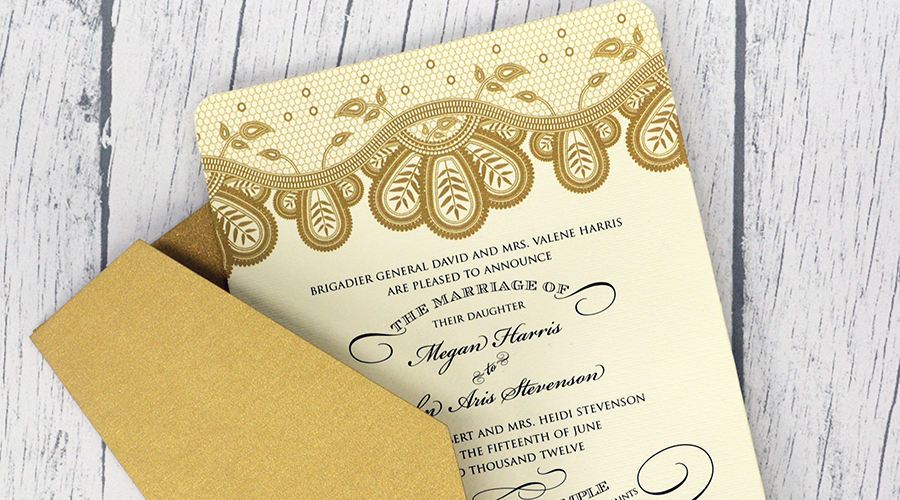 BRIGADIER GENERAL DAVID AND MRS. VALENE HARRIS
ARE PLEASED TO ANNOUNCE
THE MARRIAGE OF
THEIR DAUGHTER
Megan Harris
to
Aris Stevenson
AND MRS. HEIDI STEVENSON
THE FIFTEENTH OF JUNE
THOUSAND TWELVE